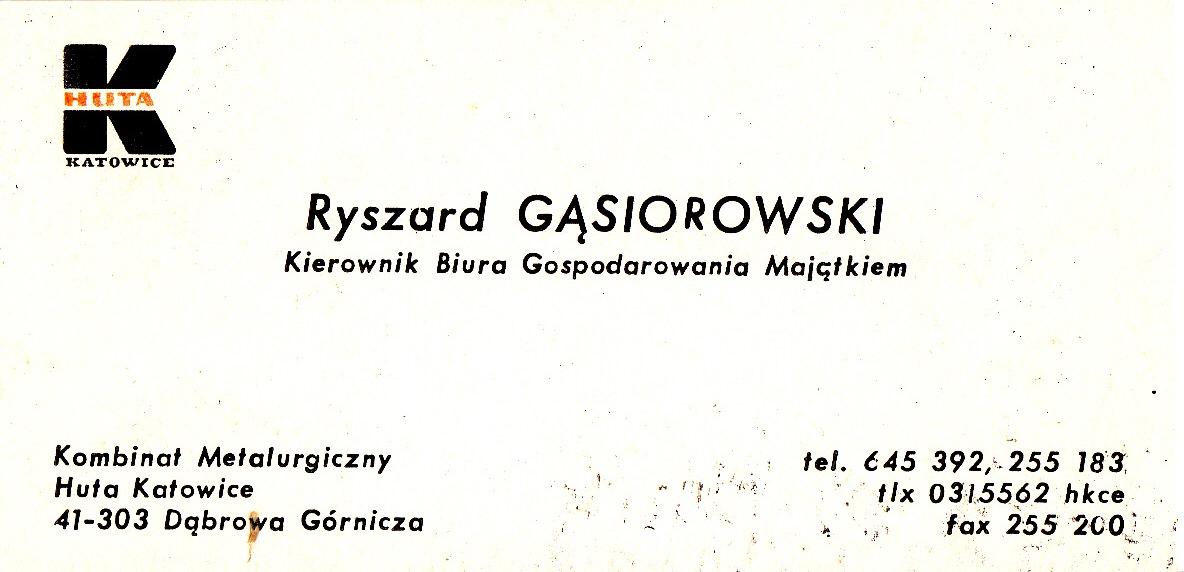 HUTA
KATOWICE
Ryszard GĄSIOROWSKI
Kierownik Biura Gospodarowania Majątkiem
Kombinat Metalurgiczny
Huta Katowice
41-303 Dąbrowa Górnicza
tel. 645 392, 255 183
tlx 0315562 hkce
fax 255 200